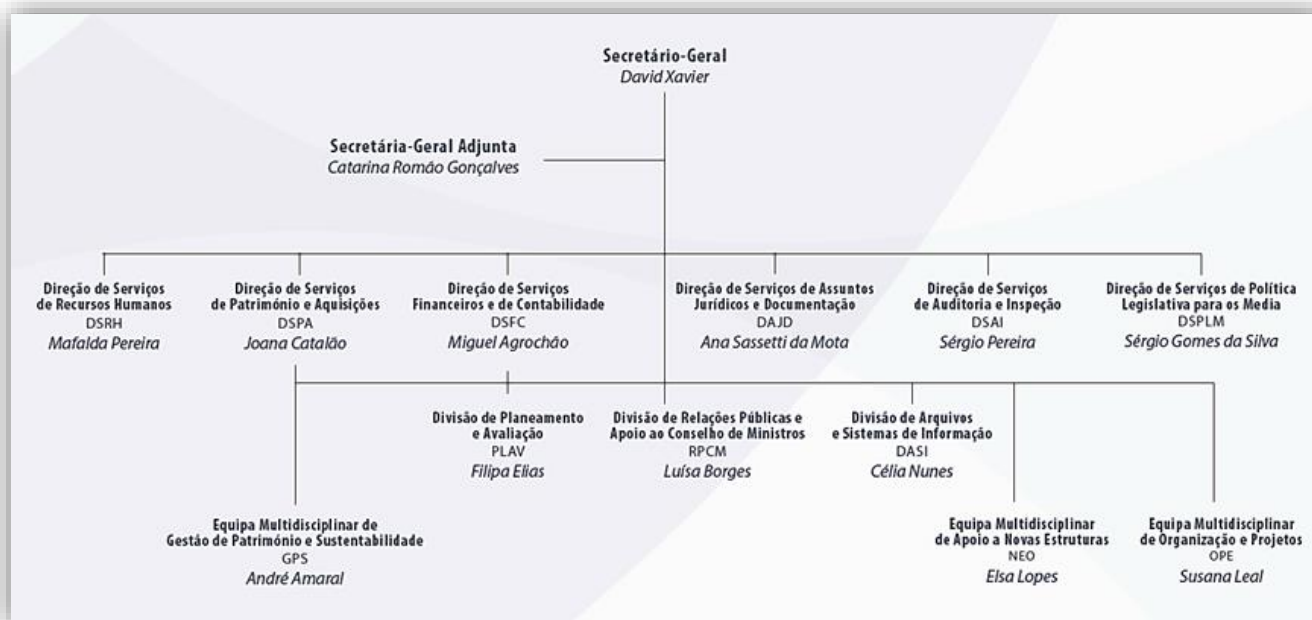 Secretário-Geral
David Xavier
Secretária-Geral Adjunta
Catarina Romão Gonçalves
Direção de Serviços
de Recursos Humanos
DSRH
Mafalda Pereira
Direção de Serviços
de Património e Aquisições
DSPA
Joana Catalão
Direção de Serviços
Financeiros e de Contabilidade
DSFC
Miguel Agrochão
Direção de Serviços de Assuntos
Jurídicos e Documentação
DAJD
Ana Sassetti da Mota
Direção de Serviços
de Auditoria e Inspeção
DSAI
Sérgio Pereira
Direção de Serviços de Política
Legislativa para os Media
DSPLM
Sérgio Gomes da Silva
Divisão de Planeamento
e Avaliação
PLAV
Filipa Elias
Divisão de Relações Públicas e
Apoio ao Conselho de Ministros
RPCM
Luísa Borges
Divisão de Arquivos
e Sistemas de Informação
DASI
Célia Nunes
Equipa Multidisciplinar de
Gestão de Património e Sustentabilidade
GPS
André Amaral
Equipa Multidisciplinar
de Apoio a Novas Estruturas
NEO
Elsa Lopes
Equipa Multidisciplinar
de Organização e Projetos
OPE
Susana Leal